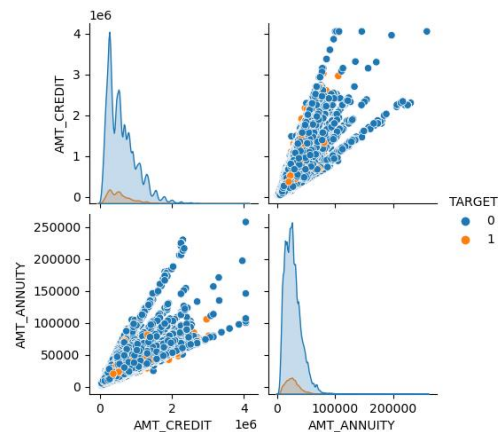 1e6
4
3
2
1
0
AMT_CREDIT
250000
200000
150000
100000
50000
0
AMT_ANNUITY
0 2 4
1e6
AMT_CREDIT
0 100000 200000
AMT_ANNUITY
TARGET
0
1